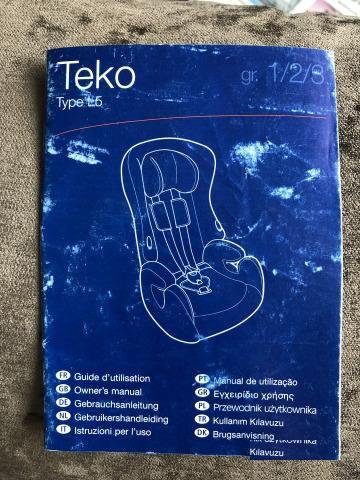 Teko
gr. 1/2/3
Type L5
FR Guide d'utilisation
GB Owner's manual
DE Gebrauchsanleitung
NL Gebruikershandleiding
IT Istruzioni per l'uso
PT Manual de utilização
GR Εγχειρίδιο χρήσης
PL Przewodnik użytkownika
TR Kullanım Kılavuzu
DK Brugsanvisning
użytkownika
Kılavuzu